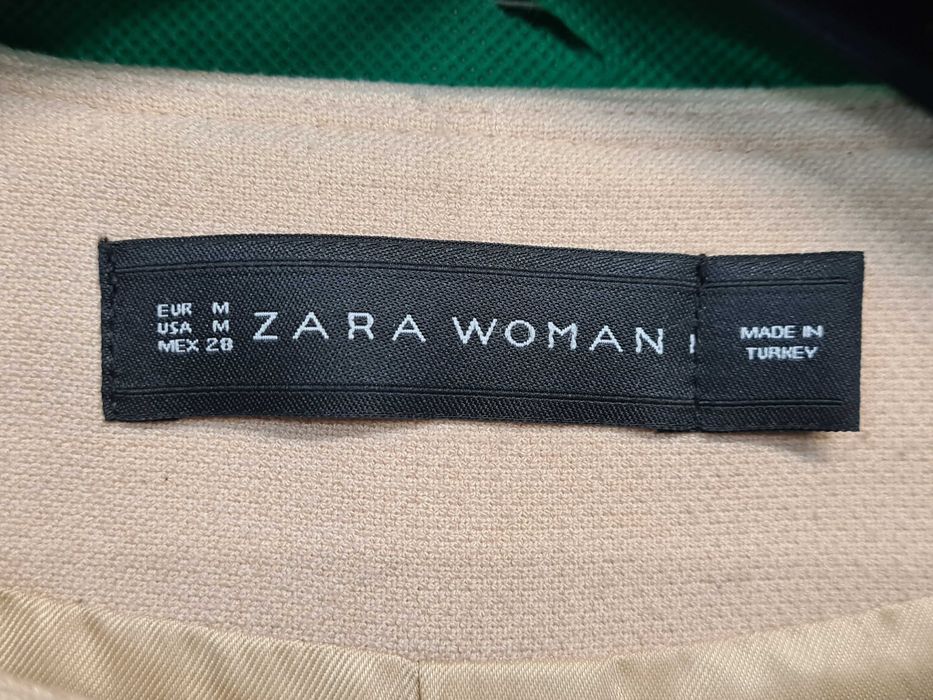 EUR M
USA M
MEX 28
ZARA WOMAN
MADE IN
TURKEY